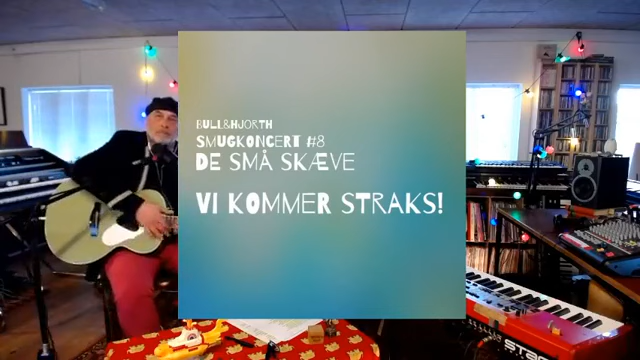 BULL&HJORTH
SMUGKONCERT #8
DE SMÅ SKÆVE
VI KOMMER STRAKS!